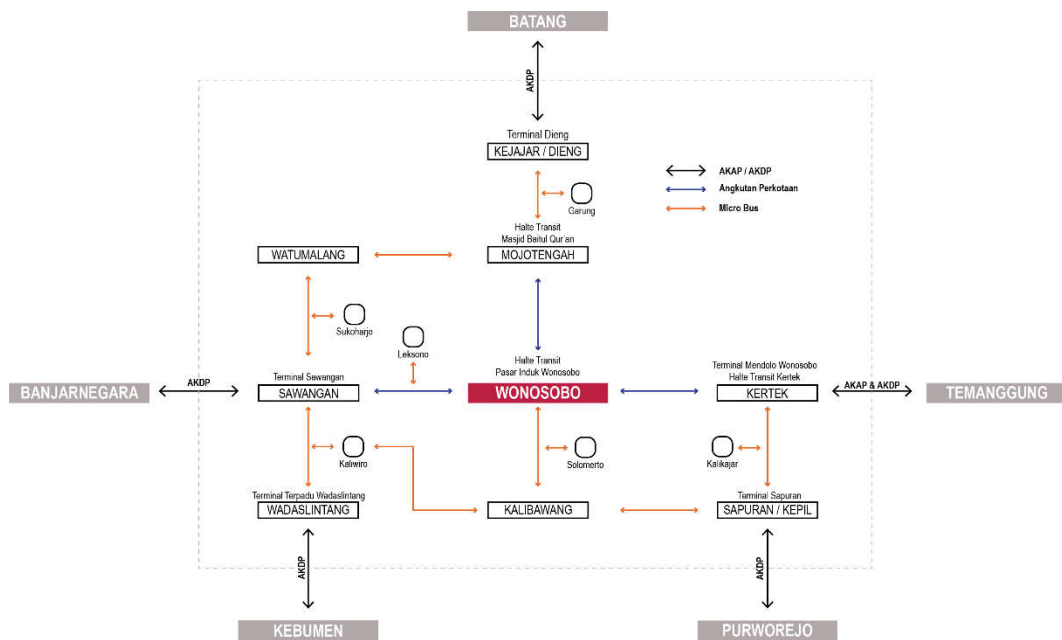 BATANG
AKDP
Terminal Dieng
KEJAJAR / DIENG
AKAP / AKDP
Angkutan Perkotaan
Micro Bus
Garung
Halte Transit
Masjid Baitul Qur'an
MOJOTENGAH
WATUMALANG
Sukoharjo
Leksono
Halte Transit
Pasar Induk Wonosobo
WONOSOBO
Terminal Sawangan
SAWANGAN
BANJARNEGARA
AKDP
Terminal Mendolo Wonosobo
Halte Transit Kertek
KERTEK
AKAP & AKDP
TEMANGGUNG
Kaliwiro
Solomerto
Kalikajar
Terminal Terpadu Wadaslintang
WADASLINTANG
KALIBAWANG
Terminal Sapuran
SAPURAN / KEPIL
AKDP
AKDP
KEBUMEN
PURWOREJO